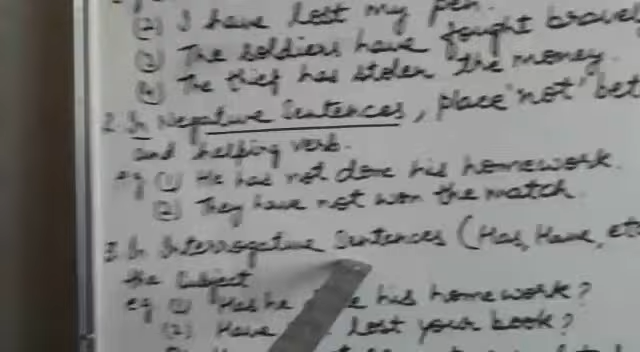 (2) I have lost my pen.
(3) The soldiers have fought brave
(4) The thief has stolen the money.
2. In Negative Sentences, place "not" bet
and helping verb.
eg (1) He has not done his homework.
(2) They have not won the match.
3. In Interrogative Sentences (Has, Have, etc
the Subject
eg (1) Has he his homework?
(2) Have lost your book?